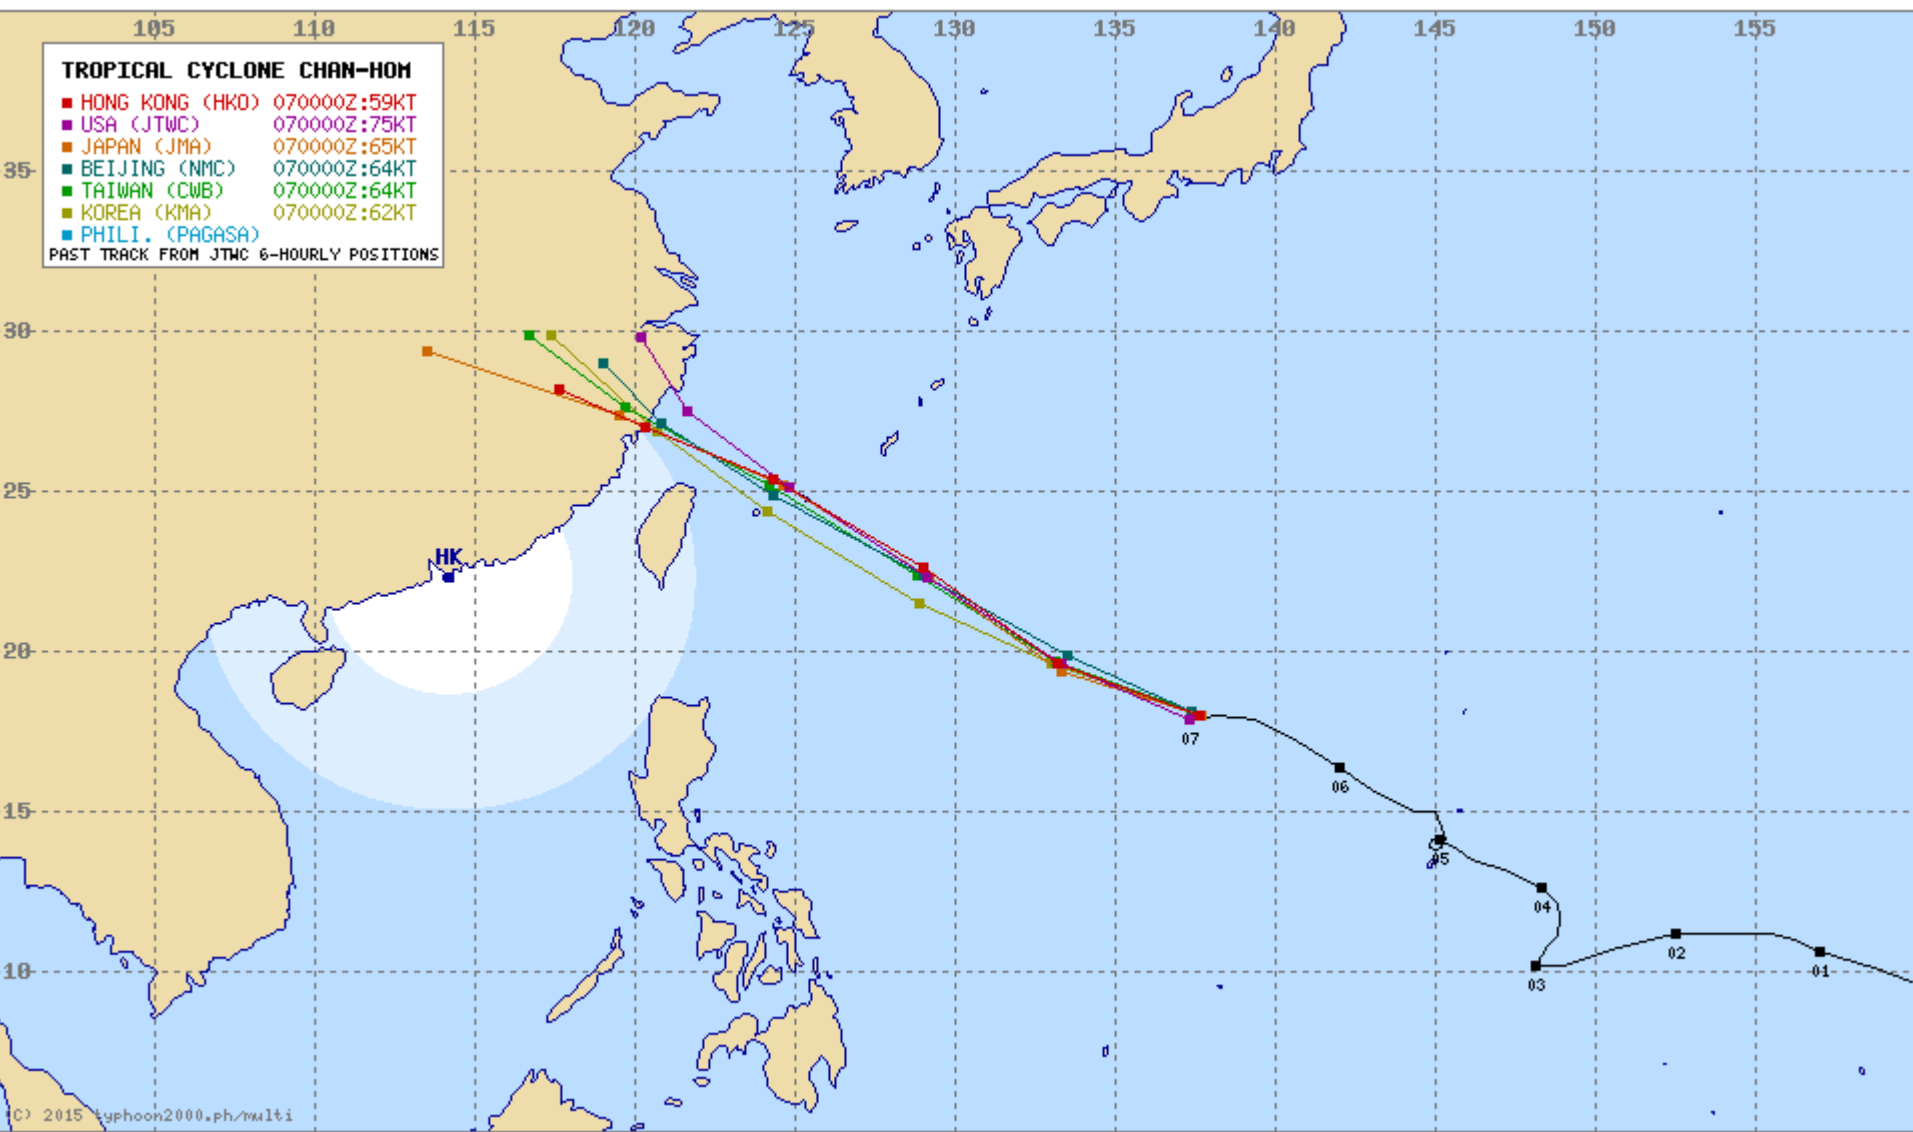 105 110 115 120 125 130 135 140 145 150 155
TROPICAL CYCLONE CHAN-HOM
HONG KONG (HKO) 070000Z:59KT
USA (JTWC) 070000Z:75KT
JAPAN (JMA) 070000Z:65KT
BEIJING (NMC) 070000Z:64KT
TAIWAN (CWB) 070000Z:64KT
KOREA (KMA) 070000Z:62KT
PHILI. (PAGASA)
PAST TRACK FROM JTWC 6-HOURLY POSITIONS
35
30
25
HK
20
07
06
15
05
04
02
01
10
03
(C) 2015 typhoon2000.ph/multi